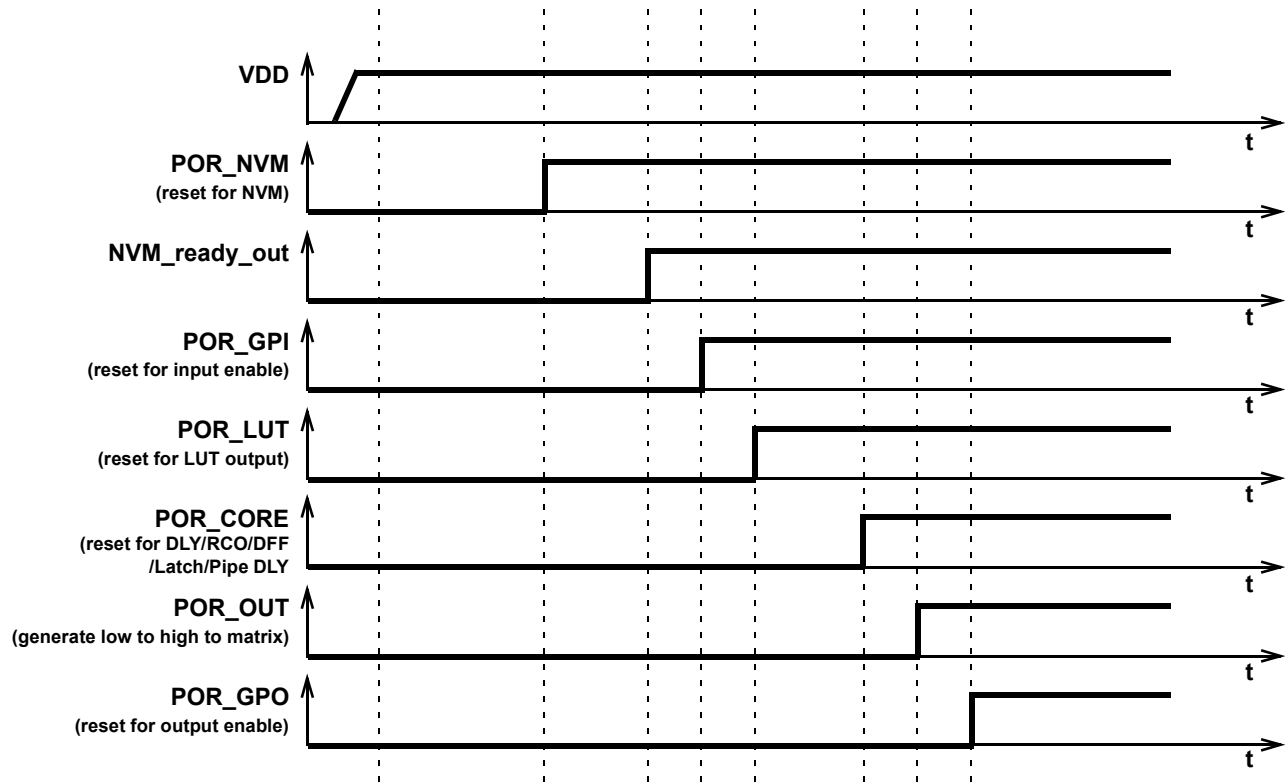 VDD
t
POR_NVM
(reset for NVM)
t
NVM_ready_out
t
POR_GPI
(reset for input enable)
t
POR_LUT
(reset for LUT output)
t
POR_CORE
(reset for DLY/RCO/DFF
/Latch/Pipe DLY
t
POR_OUT
(generate low to high to matrix)
t
POR_GPO
(reset for output enable)
t